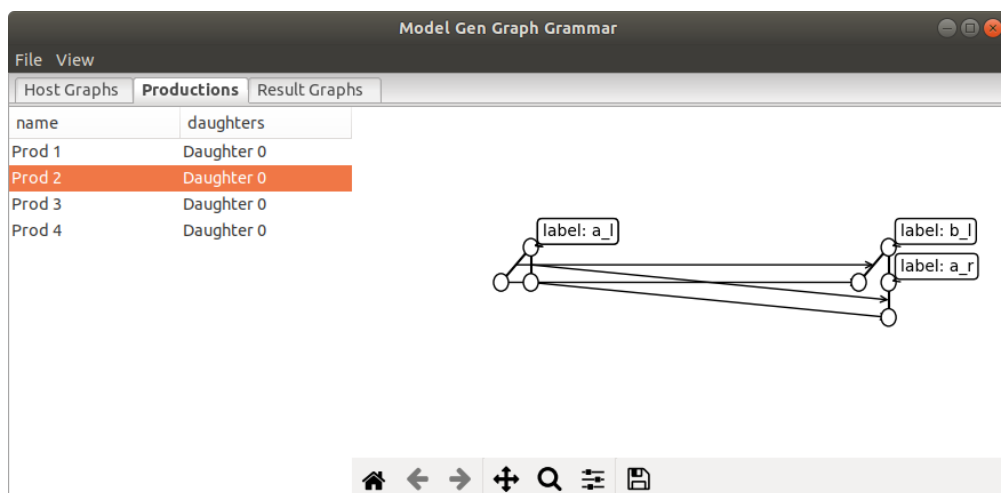 Model Gen Graph Grammar
File View
Host Graphs Productions Result Graphs
name daughters
Prod 1 Daughter 0
Prod 2 Daughter 0
Prod 3 Daughter 0
Prod 4 Daughter 0
label: a_l
label: b_l
label: a_r